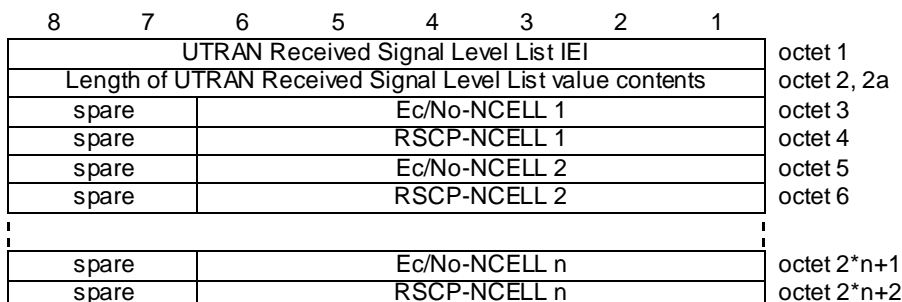 8 7 6 5 4 3 2 1
UTRAN Received Signal Level List IEI octet 1
Length of UTRAN Received Signal Level List value contents octet 2, 2a
spare Ec/No-NCELL 1 octet 3
spare RSCP-NCELL 1 octet 4
spare Ec/No-NCELL 2 octet 5
spare RSCP-NCELL 2 octet 6
spare Ec/No-NCELL n octet 2*n+1
spare RSCP-NCELL n octet 2*n+2